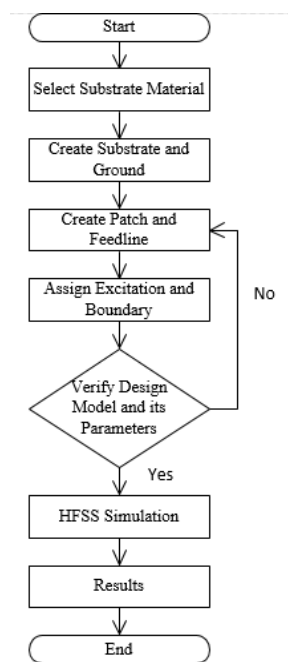 Start
Select Substrate Material
Create Substrate and
Ground
Create Patch and
Feedline
Assign Excitation and
Boundary
No
Verify Design
Model and its
Parameters
Yes
HFSS Simulation
Results
End